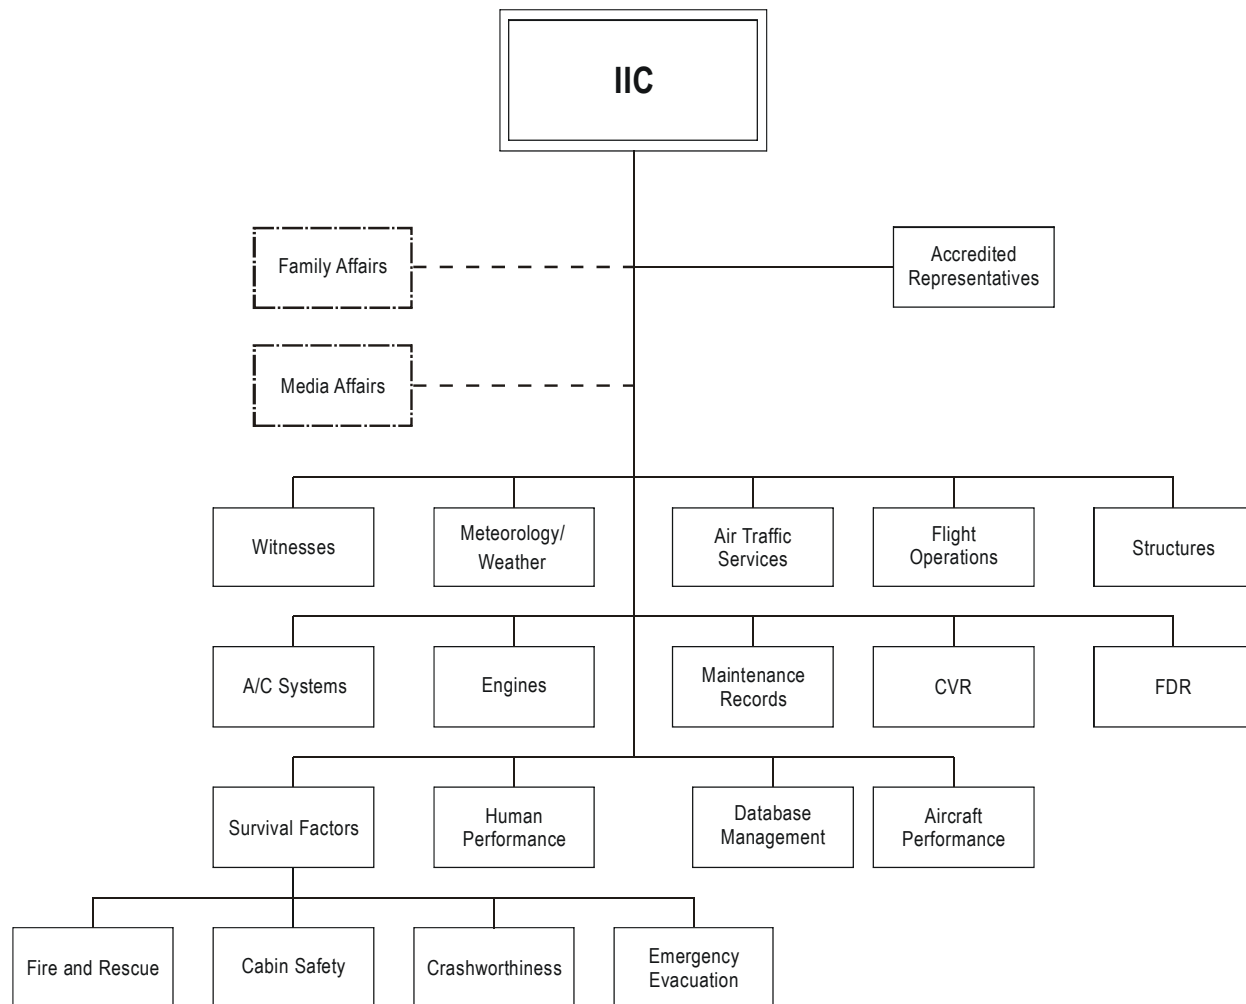 IIC
Family Affairs
Accredited
Representatives
Media Affairs
Witnesses
Meteorology/
Weather
Air Traffic
Services
Flight
Operations
Structures
A/C Systems
Engines
Maintenance
Records
CVR
FDR
Survival Factors
Human
Performance
Database
Management
Aircraft
Performance
Fire and Rescue
Cabin Safety
Crashworthiness
Emergency
Evacuation